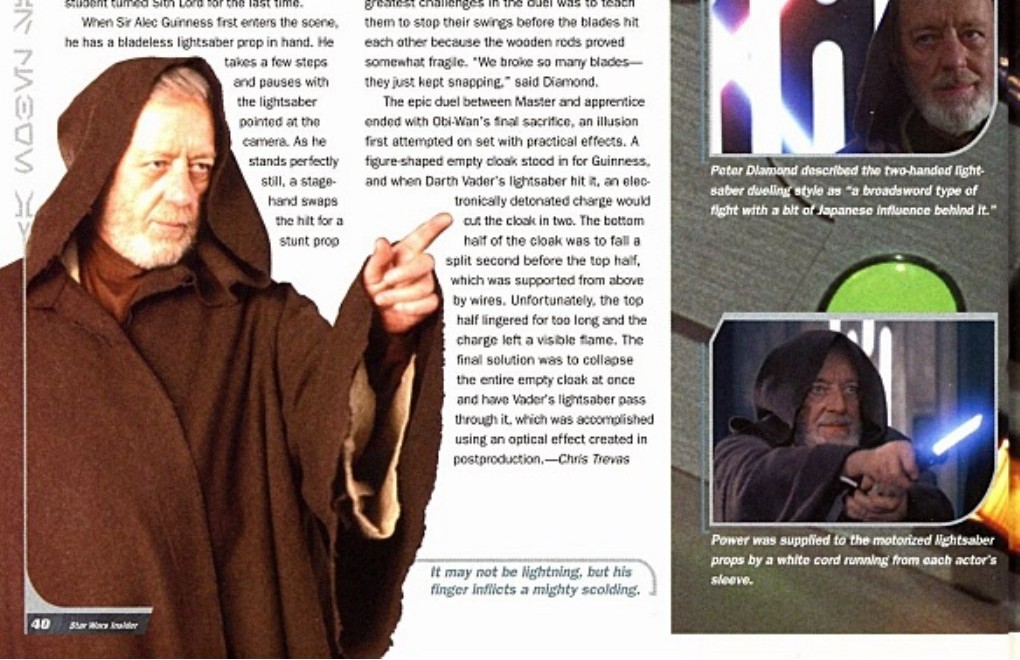 student turned Sith Lord for the last time.
When Sir Alec Guinness first enters the scene,
he has a bladeless lightsaber prop in hand. He
takes a few steps
and pauses with
the lightsaber
pointed at the
camera. As he
stands perfectly
still, a stage-
hand swaps
the hilt for a
stunt prop
greatest challenges in the duel was to teach
them to stop their swings before the blades hit
each other because the wooden rods proved
somewhat fragile. “We broke so many blades—
they just kept snapping,” said Diamond.
The epic duel between Master and apprentice
ended with Obi-Wan’s final sacrifice, an illusion
first attempted on set with practical effects. A
figure-shaped empty cloak stood in for Guinness,
and when Darth Vader’s lightsaber hit it, an elec-
tronically detonated charge would
cut the cloak in two. The bottom
half of the cloak was to fall a
split second before the top half,
which was supported from above
by wires. Unfortunately, the top
half lingered for too long and the
charge left a visible flame. The
final solution was to collapse
the entire empty cloak at once
and have Vader’s lightsaber pass
through it, which was accomplished
using an optical effect created in
postproduction.—Chris Trevas
It may not be lightning, but his
finger inflicts a mighty scolding.
Peter Diamond described the two-handed light-
saber dueling style as “a broadsword type of
fight with a bit of Japanese influence behind it.”
Power was supplied to the motorized lightsaber
props by a white cord running from each actor’s
sleeve.
40 Star Wars Insider